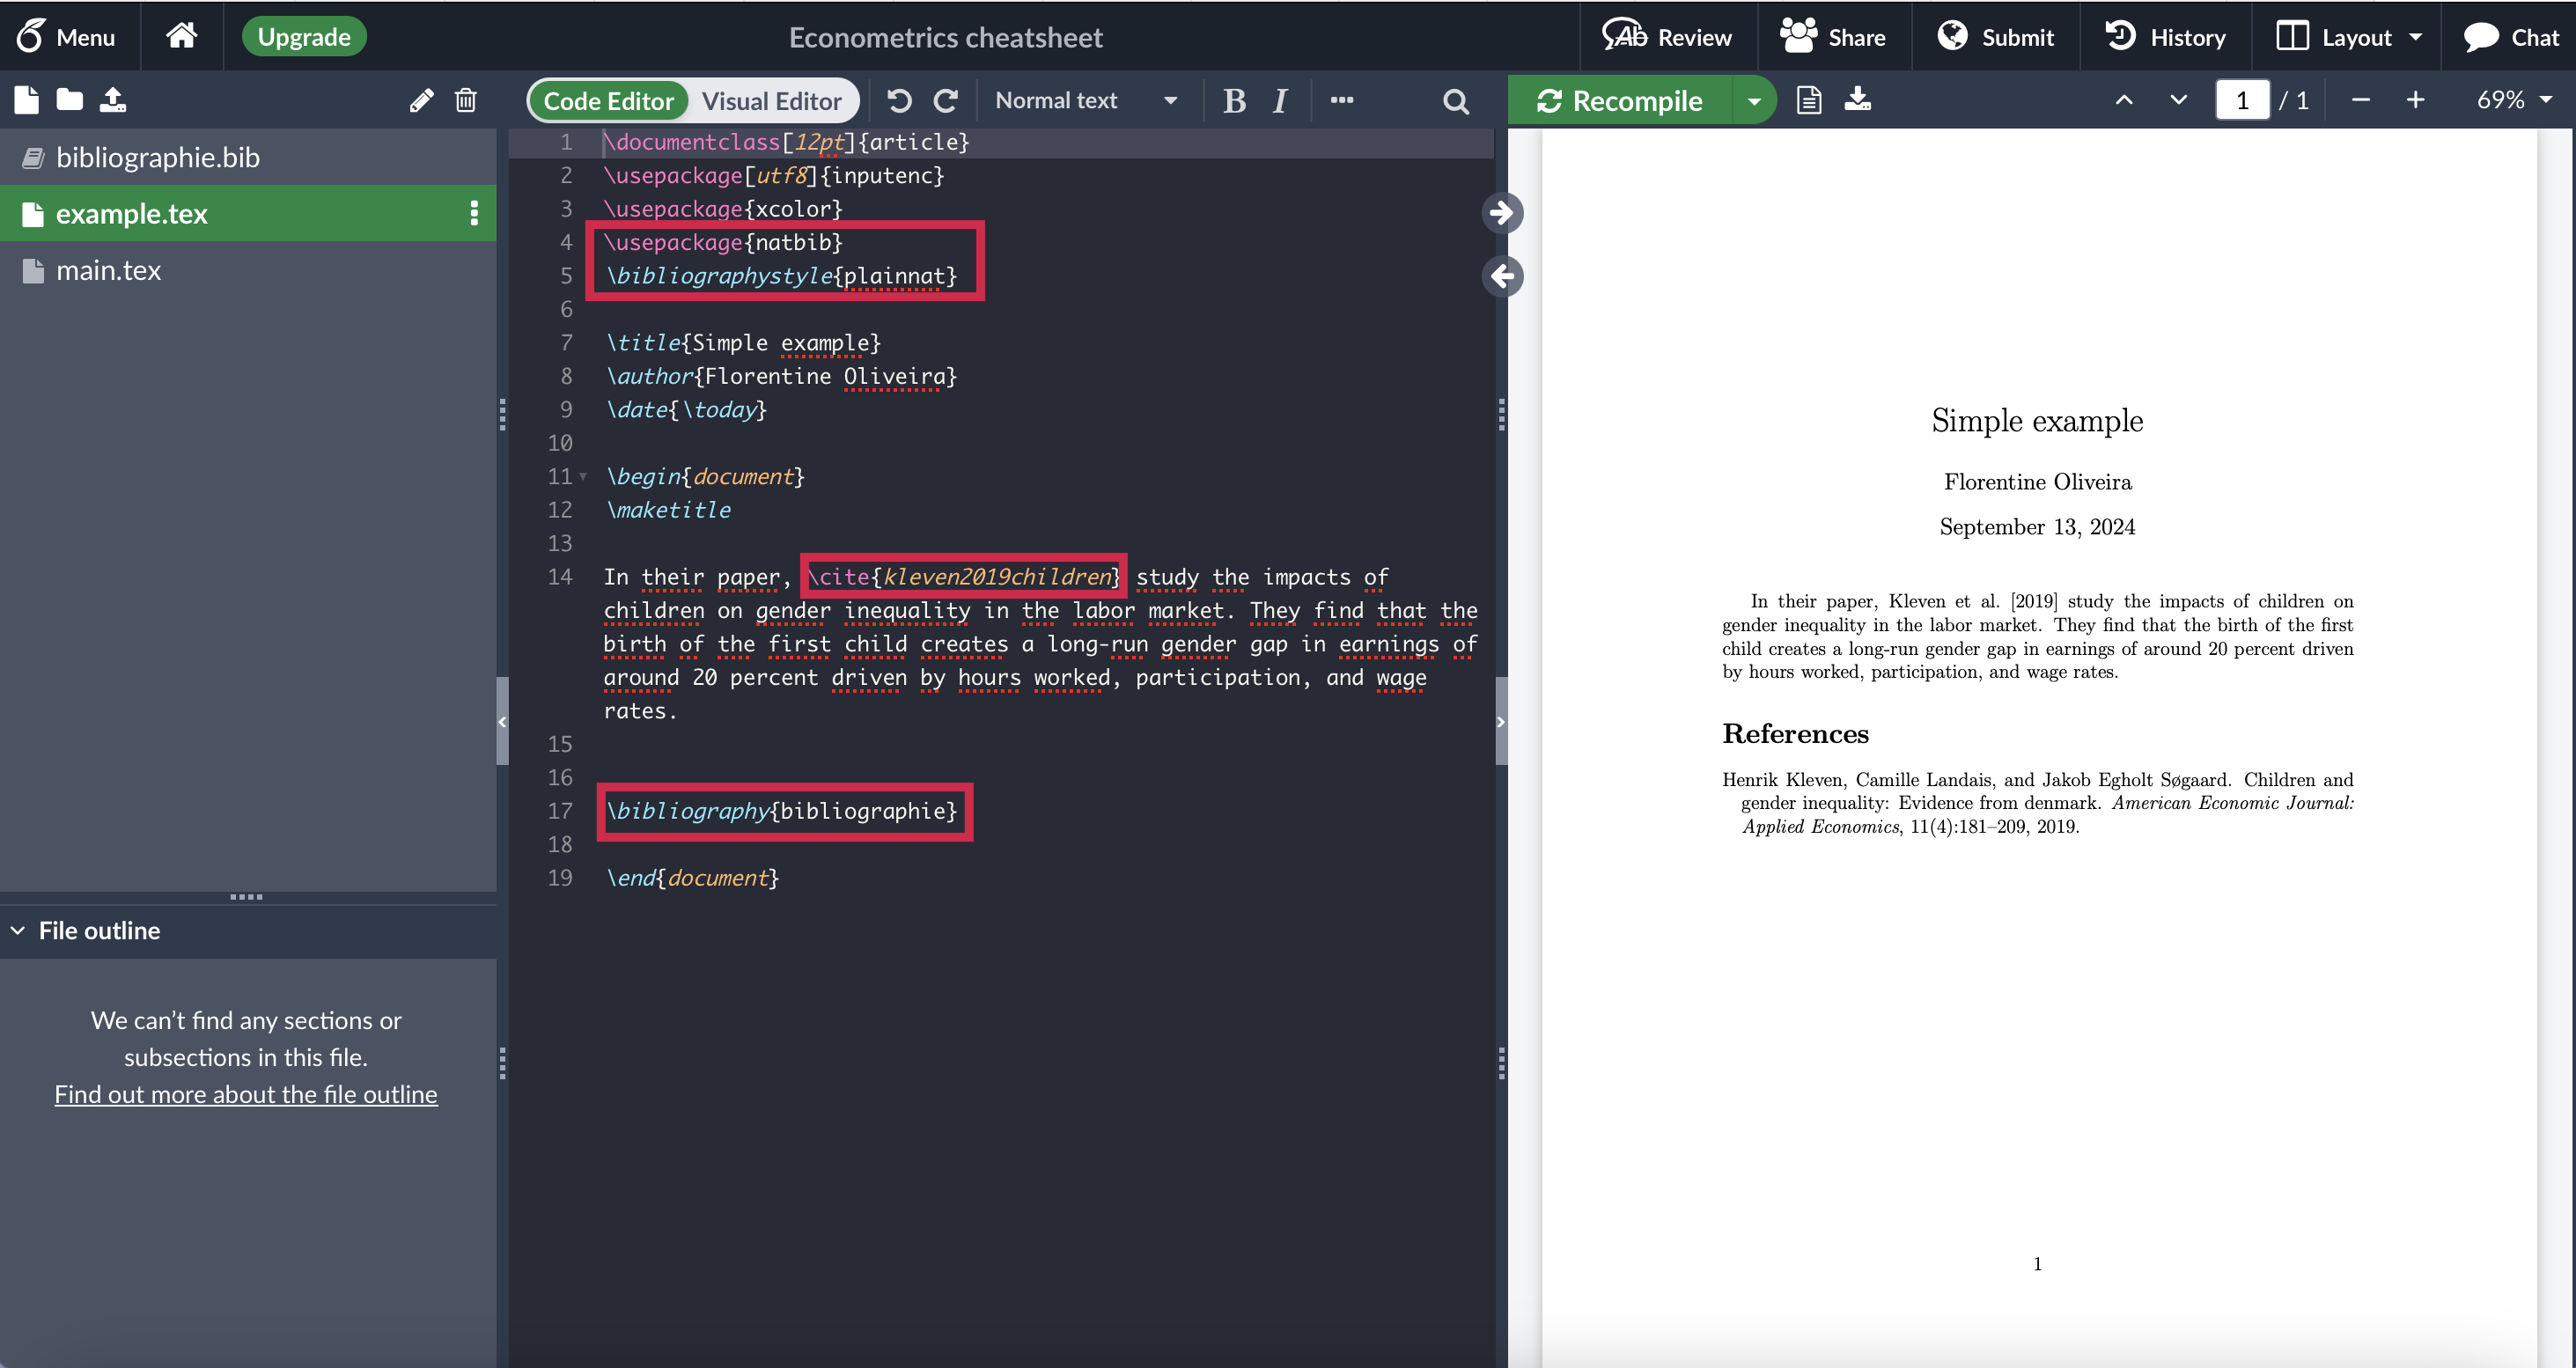 Menu Upgrade Econometrics cheatsheet Review Share Submit History Layout Chat
Code Editor Visual Editor Normal text B I Recompile 1 / 1 69%
bibliographie.bib
example.tex
main.tex
File outline
We can’t find any sections or
subsections in this file.
Find out more about the file outline
1 \documentclass[12pt]{article}
2 \usepackage[utf8]{inputenc}
3 \usepackage{xcolor}
4 \usepackage{natbib}
5 \bibliographystyle{plainnat}
6
7 \title{Simple example}
8 \author{Florentine Oliveira}
9 \date{\today}
10
11 \begin{document}
12 \maketitle
13
14 In their paper, \cite{kleven2019children} study the impacts of
children on gender inequality in the labor market. They find that the
birth of the first child creates a long-run gender gap in earnings of
around 20 percent driven by hours worked, participation, and wage
rates.
15
16
17 \bibliography{bibliographie}
18
19 \end{document}
Simple example
Florentine Oliveira
September 13, 2024
In their paper, Kleven et al. [2019] study the impacts of children on
gender inequality in the labor market. They find that the birth of the first
child creates a long-run gender gap in earnings of around 20 percent driven
by hours worked, participation, and wage rates.
References
Henrik Kleven, Camille Landais, and Jakob Egholt Søgaard. Children and
gender inequality: Evidence from denmark. American Economic Journal:
Applied Economics, 11(4):181–209, 2019.
1